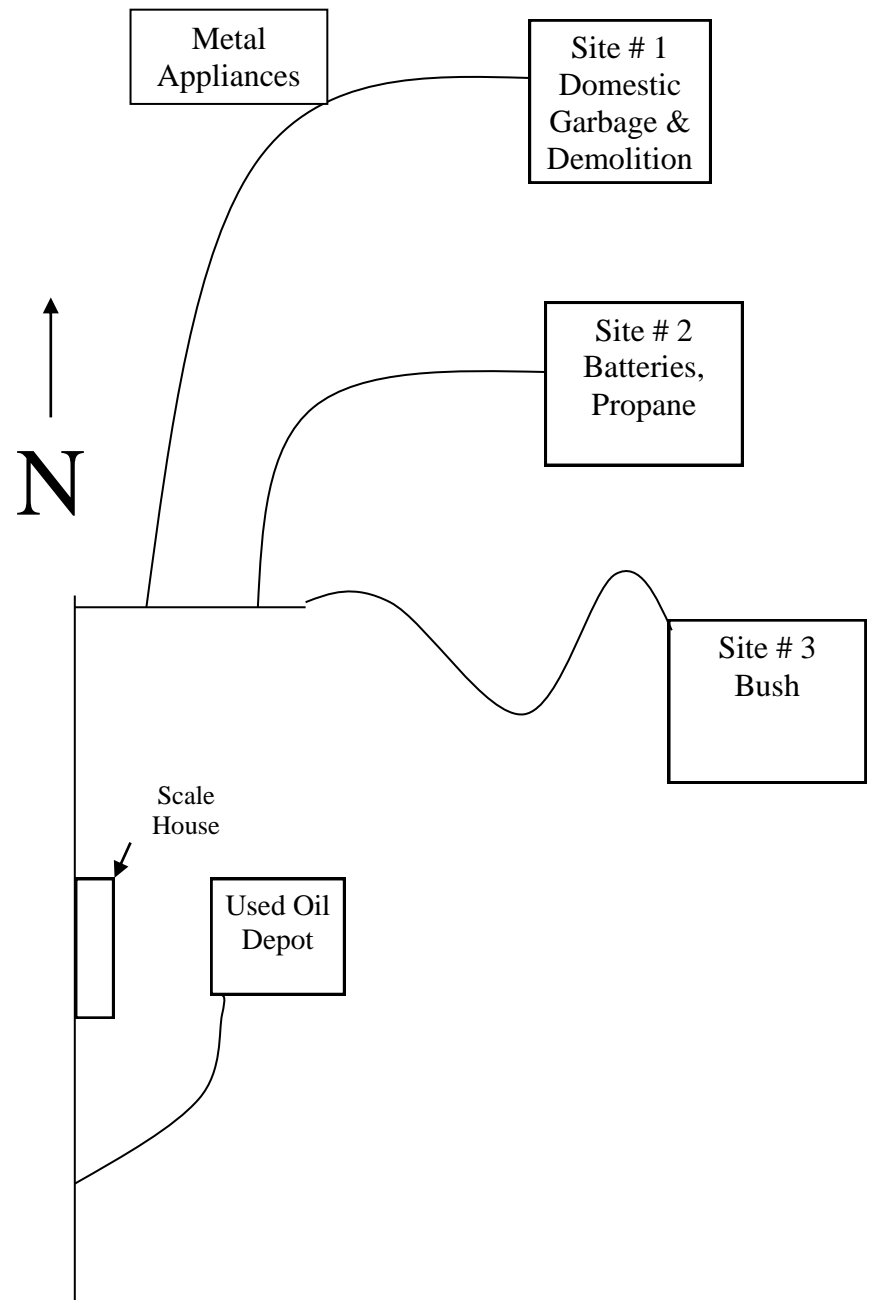 Metal
Appliances
Site # 1
Domestic
Garbage &
Demolition
Site # 2
Batteries,
Propane
N
Site # 3
Bush
Scale
House
Used Oil
Depot